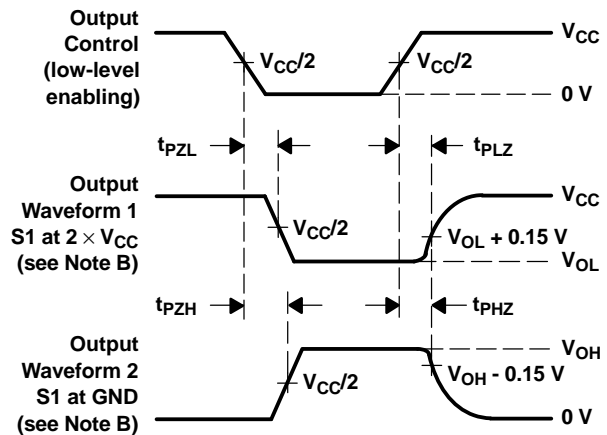 Output
Control
(low-level
enabling)
VCC/2
VCC/2
VCC
0 V
tPZL
tPLZ
Output
Waveform 1
S1 at 2 × VCC
(see Note B)
VCC/2
VCC
VOL + 0.15 V
VOL
tPZH
tPHZ
Output
Waveform 2
S1 at GND
(see Note B)
VCC/2
VOH
VOH - 0.15 V
0 V